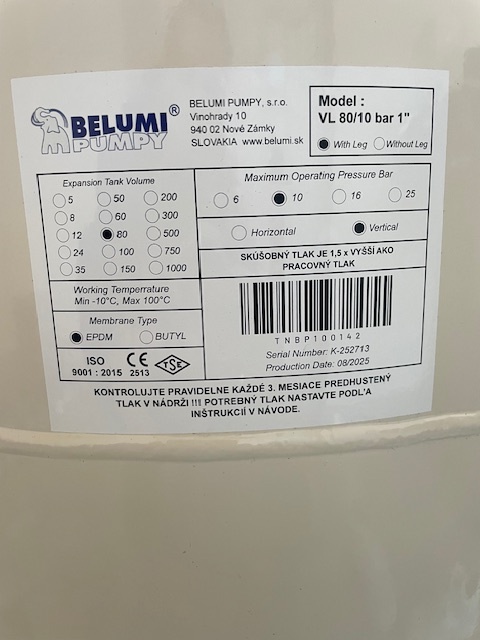 BELUMI®
PUMPY
BELUMI PUMPY, s.r.o.
Vinohrady 10
940 02 Nové Zámky
SLOVAKIA www.belumi.sk
Model :
VL 80/10 bar 1"
With Leg Without Leg
Expansion Tank Volume
5 50 200
8 60 300
12 80 500
24 100 750
35 150 1000
Working Temperrature
Min -10°C, Max 100°C
Membrane Type
EPDM BUTYL
ISO
9001 : 2015
CE
2513
TSE
Maximum Operating Pressure Bar
6 10 16 25
Horizontal Vertical
SKÚŠOBNÝ TLAK JE 1,5 x VYŠŠÍ AKO
PRACOVNÝ TLAK
TNBP100142
Serial Number: K-252713
Production Date: 08/2025
KONTROLUJTE PRAVIDELNE KAŽDÉ 3. MESIACE PREDHUSTENÝ
TLAK V NÁDRŽI !!! POTREBNÝ TLAK NASTAVTE PODĽA
INŠTRUKCIÍ V NÁVODE.